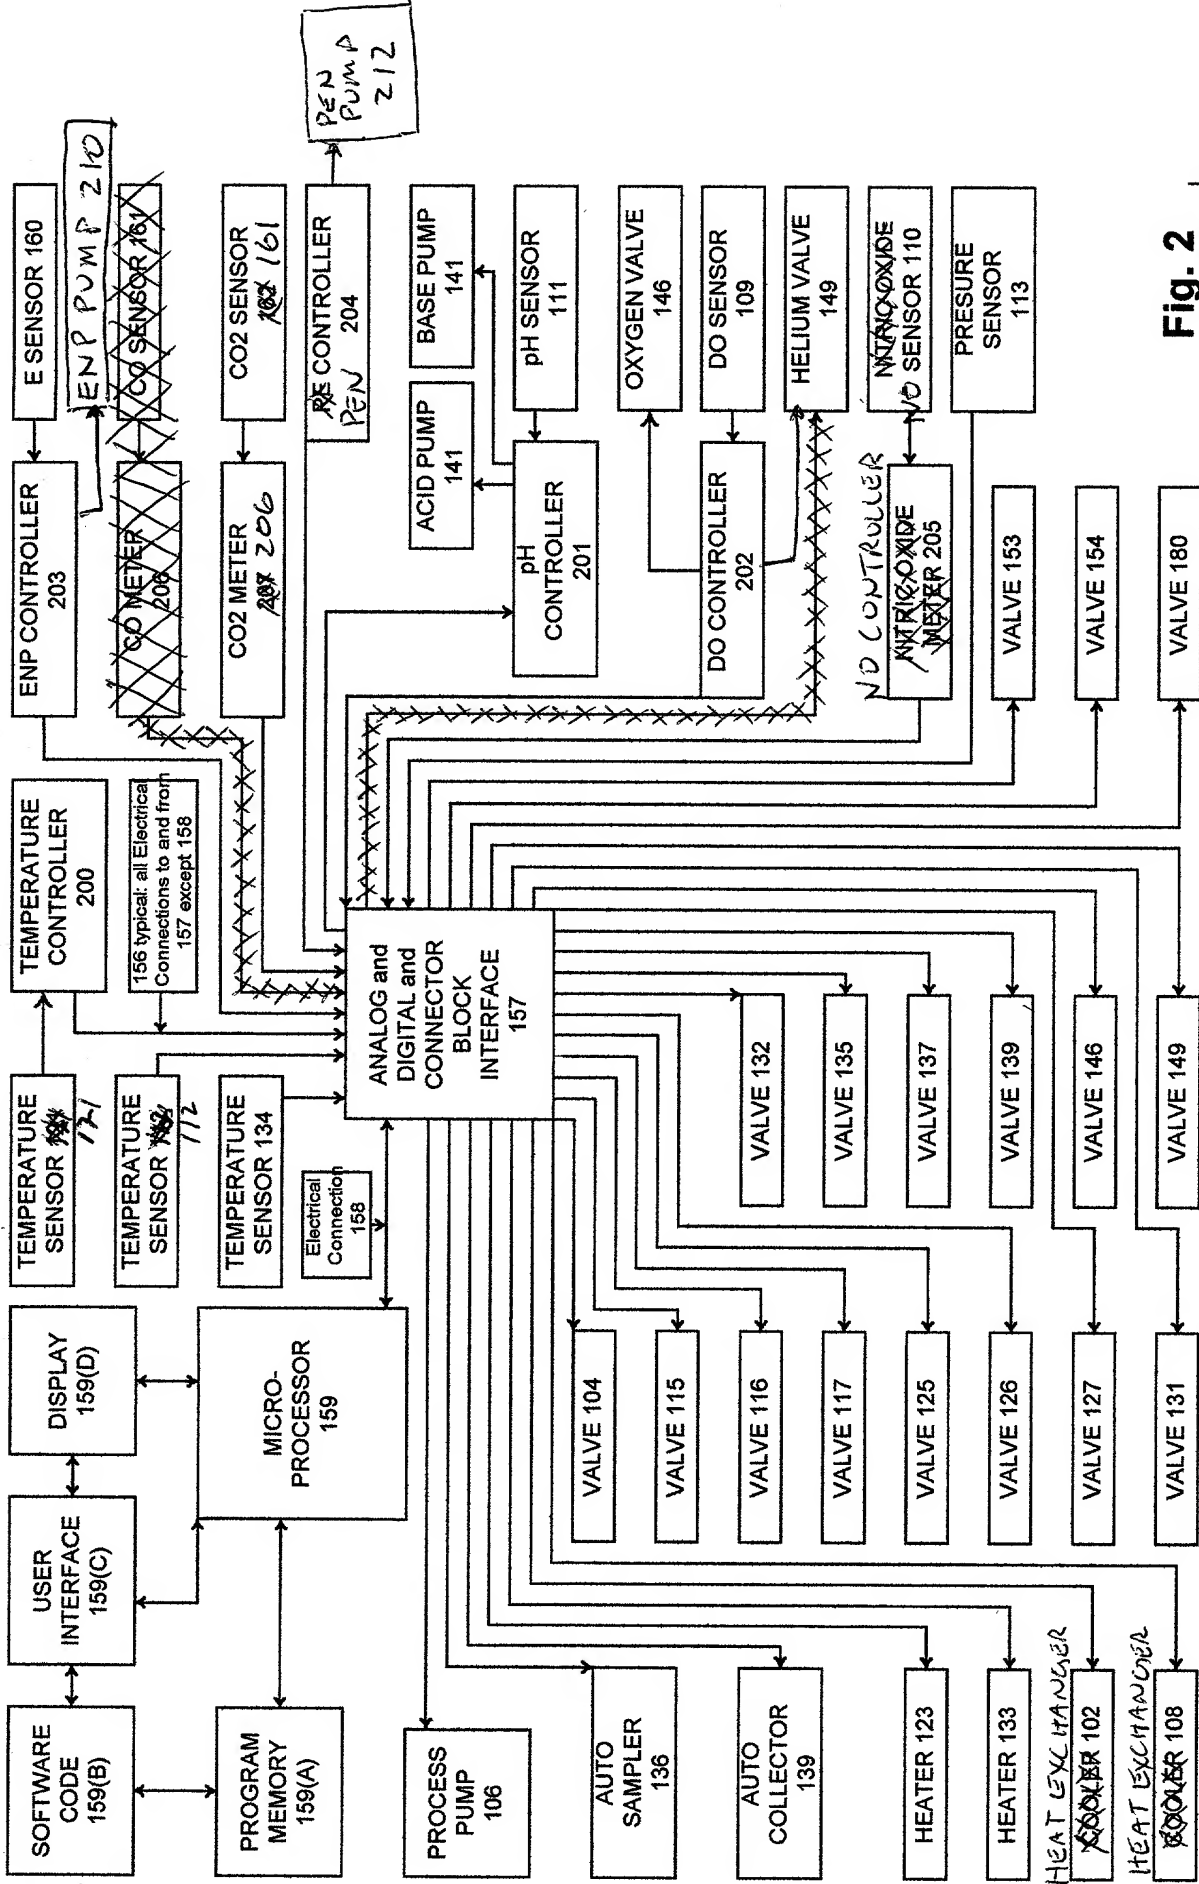 SOFTWARE
CODE
159(B)
USER
INTERFACE
159(C)
DISPLAY
159(D)
TEMPERATURE
SENSOR
121
TEMPERATURE
CONTROLLER
200
ENP CONTROLLER
203
E SENSOR 160
ENP PUMP 210
PROGRAM
MEMORY
159(A)
MICRO-
PROCESSOR
159
TEMPERATURE
SENSOR
112
TEMPERATURE
SENSOR 134
156 typical: all Electrical
Connections to and from
157 except 158
CO METER
206
CO SENSOR 161
CO2 METER
206
CO2 SENSOR
161
Electrical
Connection
158
CONTROLLER
204
PEN
PEN
PUMP
212
PROCESS
PUMP
106
ANALOG and
DIGITAL and
CONNECTOR
BLOCK
INTERFACE
157
ACID PUMP
141
BASE PUMP
141
pH
CONTROLLER
201
pH SENSOR
111
AUTO
SAMPLER
136
VALVE 104
VALVE 115
OXYGEN VALVE
146
DO CONTROLLER
202
DO SENSOR
109
AUTO
COLLECTOR
139
VALVE 116
VALVE 132
HELIUM VALVE
149
VALVE 117
VALVE 135
NO CONTROLLER
NITRIC OXIDE
METER 205
NITRIC OXIDE
NO SENSOR 110
HEATER 123
VALVE 125
VALVE 137
PRESURE
SENSOR
113
HEATER 133
VALVE 126
VALVE 139
VALVE 153
HEAT EXCHANGER
COOLER 102
VALVE 127
VALVE 146
VALVE 154
HEAT EXCHANGER
COOLER 108
VALVE 131
VALVE 149
VALVE 180
Fig. 2